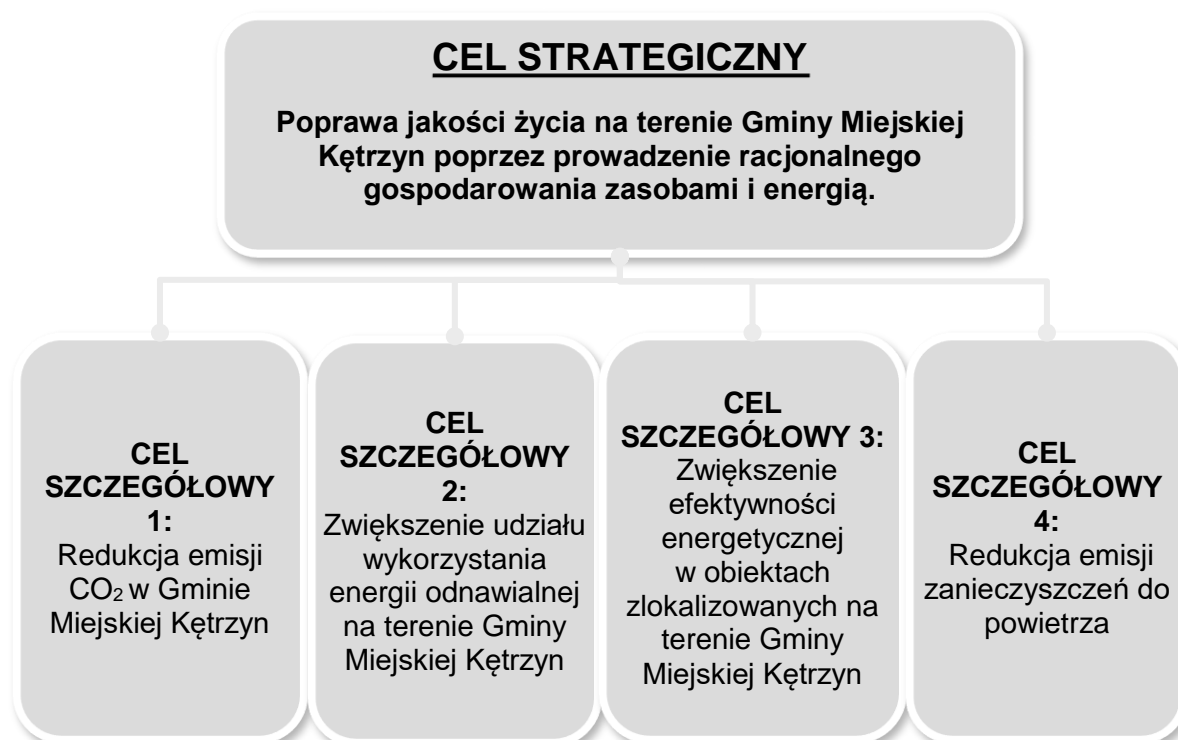 CEL STRATEGICZNY
Poprawa jakości życia na terenie Gminy Miejskiej
Kętrzyn poprzez prowadzenie racjonalnego
gospodarowania zasobami i energią.
CEL
SZCZEGÓŁOWY
1:
Redukcja emisji
CO₂ w Gminie
Miejskiej Kętrzyn
CEL
SZCZEGÓŁOWY
2:
Zwiększenie udziału
wykorzystania
energii odnawialnej
na terenie Gminy
Miejskiej Kętrzyn
CEL
SZCZEGÓŁOWY 3:
Zwiększenie
efektywności
energetycznej
w obiektach
zlokalizowanych na
terenie Gminy
Miejskiej Kętrzyn
CEL
SZCZEGÓŁOWY
4:
Redukcja emisji
zanieczyszczeń do
powietrza